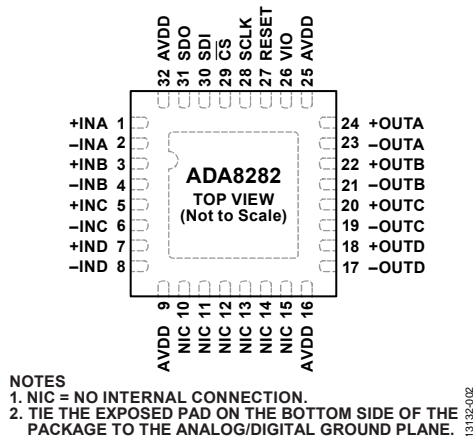 32 AVDD
31 SDO
30 SDI
29 CS
28 SCLK
27 RESET
26 VIO
25 AVDD
+INA 1
–INA 2
+INB 3
–INB 4
+INC 5
–INC 6
+IND 7
–IND 8
ADA8282
TOP VIEW
(Not to Scale)
24 +OUTA
23 –OUTA
22 +OUTB
21 –OUTB
20 +OUTC
19 –OUTC
18 +OUTD
17 –OUTD
AVDD 9
NIC 10
NIC 11
NIC 12
NIC 13
NIC 14
NIC 15
AVDD 16
NOTES
1. NIC = NO INTERNAL CONNECTION.
2. TIE THE EXPOSED PAD ON THE BOTTOM SIDE OF THE
PACKAGE TO THE ANALOG/DIGITAL GROUND PLANE.
13132-002